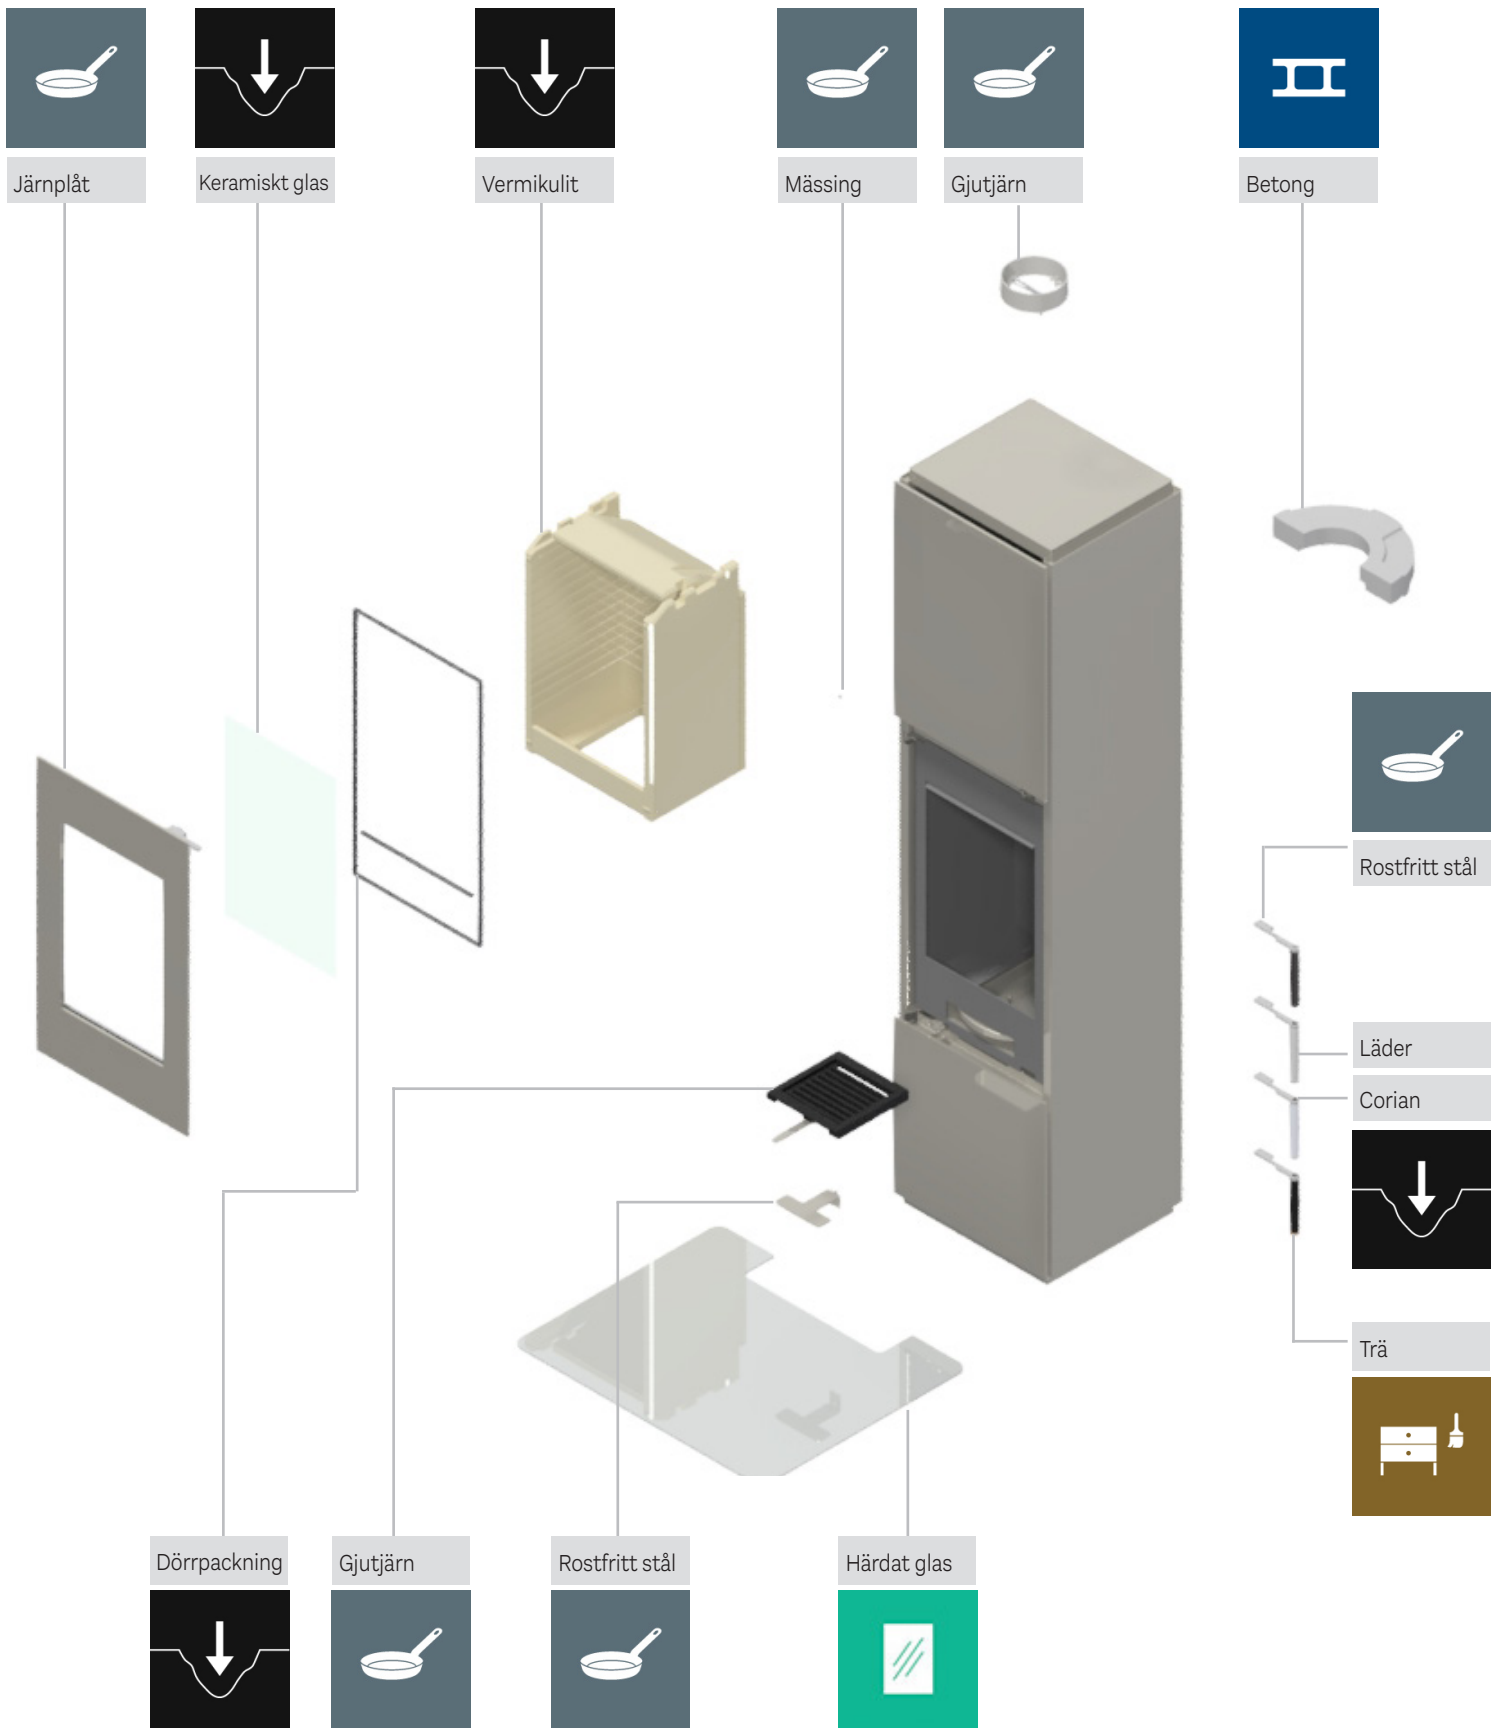 Järnplåt
Keramiskt glas
Vermikulit
Mässing
Gjutjärn
Betong
Rostfritt stål
Läder
Corian
Trä
Dörrpackning
Gjutjärn
Rostfritt stål
Härdat glas